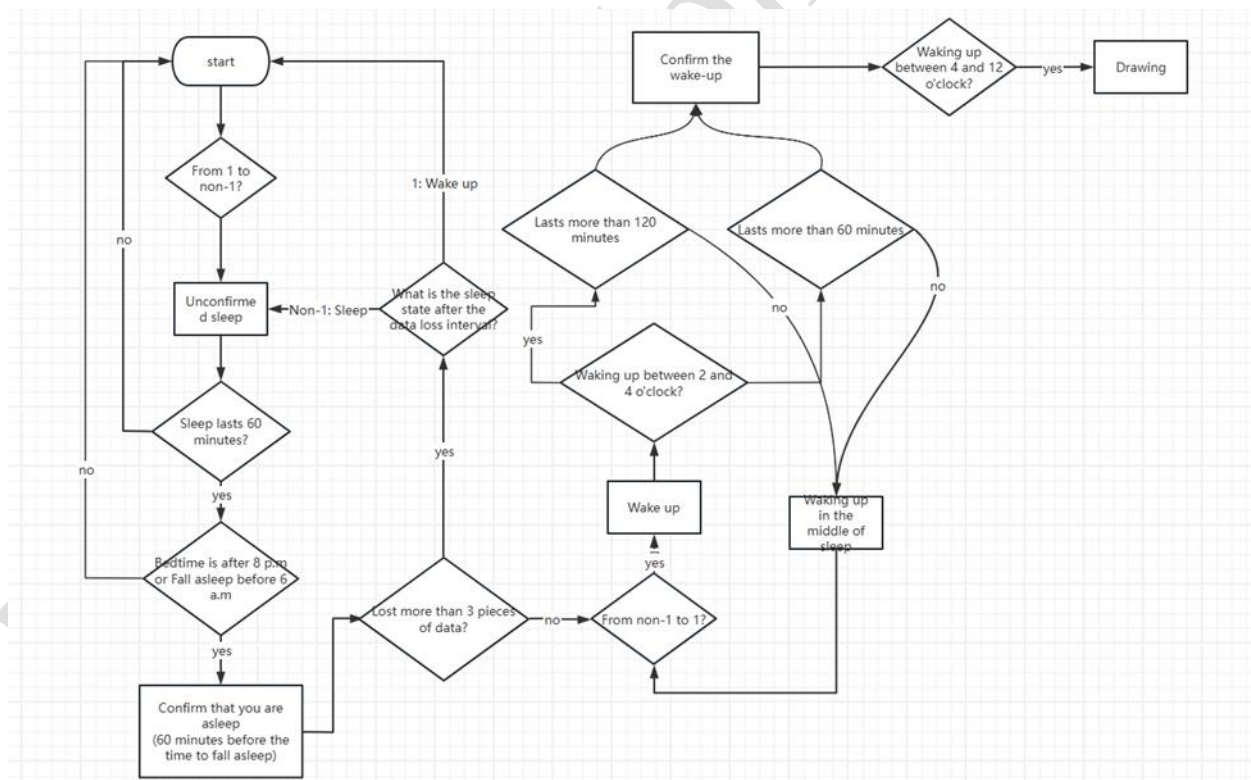 start
From 1 to
non-1?
Unconfirme
d sleep
Sleep lasts 60
minutes?
yes
no
Bedtime is after 8 p.m
or Fall asleep before 6
a.m
yes
no
Confirm that you are
asleep
(60 minutes before the
time to fall asleep)
Lost more than 3 pieces
of data?
yes
What is the sleep
state after the
data loss interval?
Non-1: Sleep
1: Wake up
no
From non-1 to 1?
yes
Wake up
Waking up between 2 and
4 o'clock?
yes
Lasts more than 120
minutes
no
Lasts more than 60 minutes
no
Waking up
in the
middle of
sleep
Confirm the
wake-up
Waking up
between 4 and 12
o'clock?
yes
Drawing